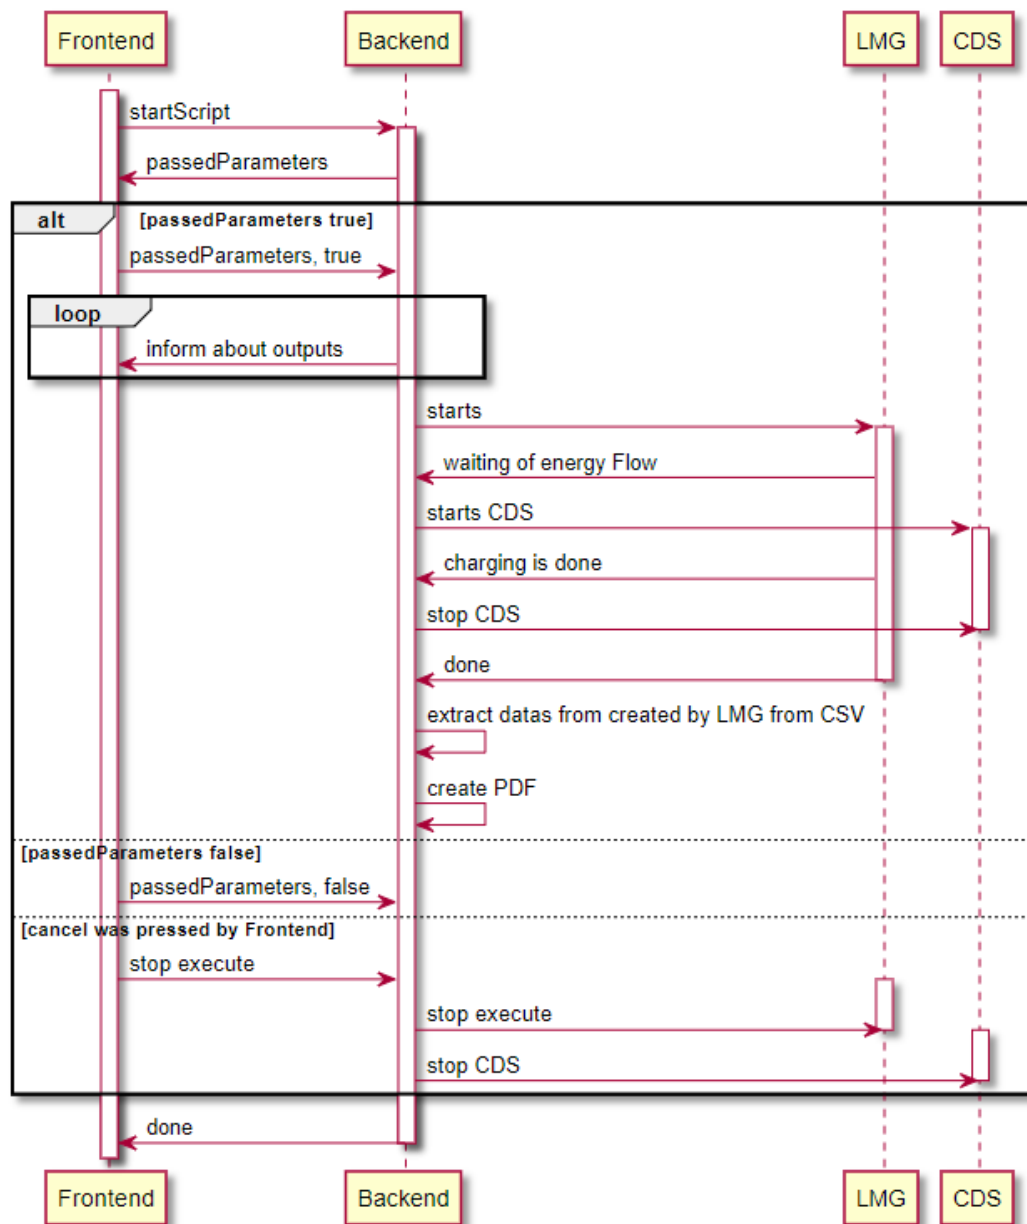 Frontend
Backend
LMG
CDS
startScript
passedParameters
alt
[passedParameters true]
passedParameters, true
loop
inform about outputs
starts
waiting of energy Flow
starts CDS
charging is done
stop CDS
done
extract datas from created by LMG from CSV
create PDF
[passedParameters false]
passedParameters, false
[cancel was pressed by Frontend]
stop execute
stop execute
stop CDS
done
Frontend
Backend
LMG
CDS